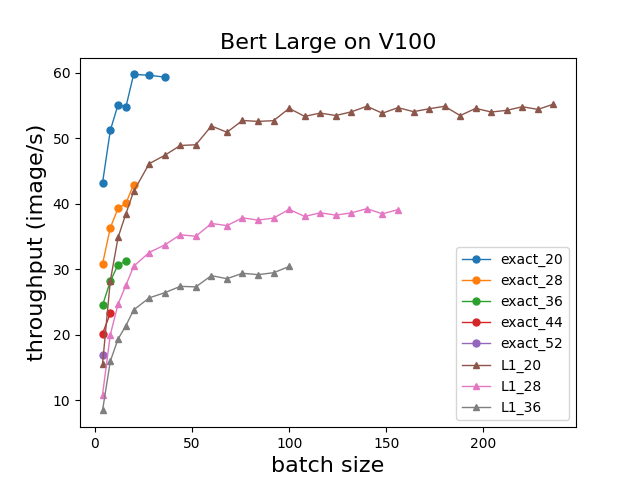 Bert Large on V100
throughput (image/s)
60
50
40
30
20
10
0
50
100
150
200
batch size
exact_20
exact_28
exact_36
exact_44
exact_52
L1_20
L1_28
L1_36